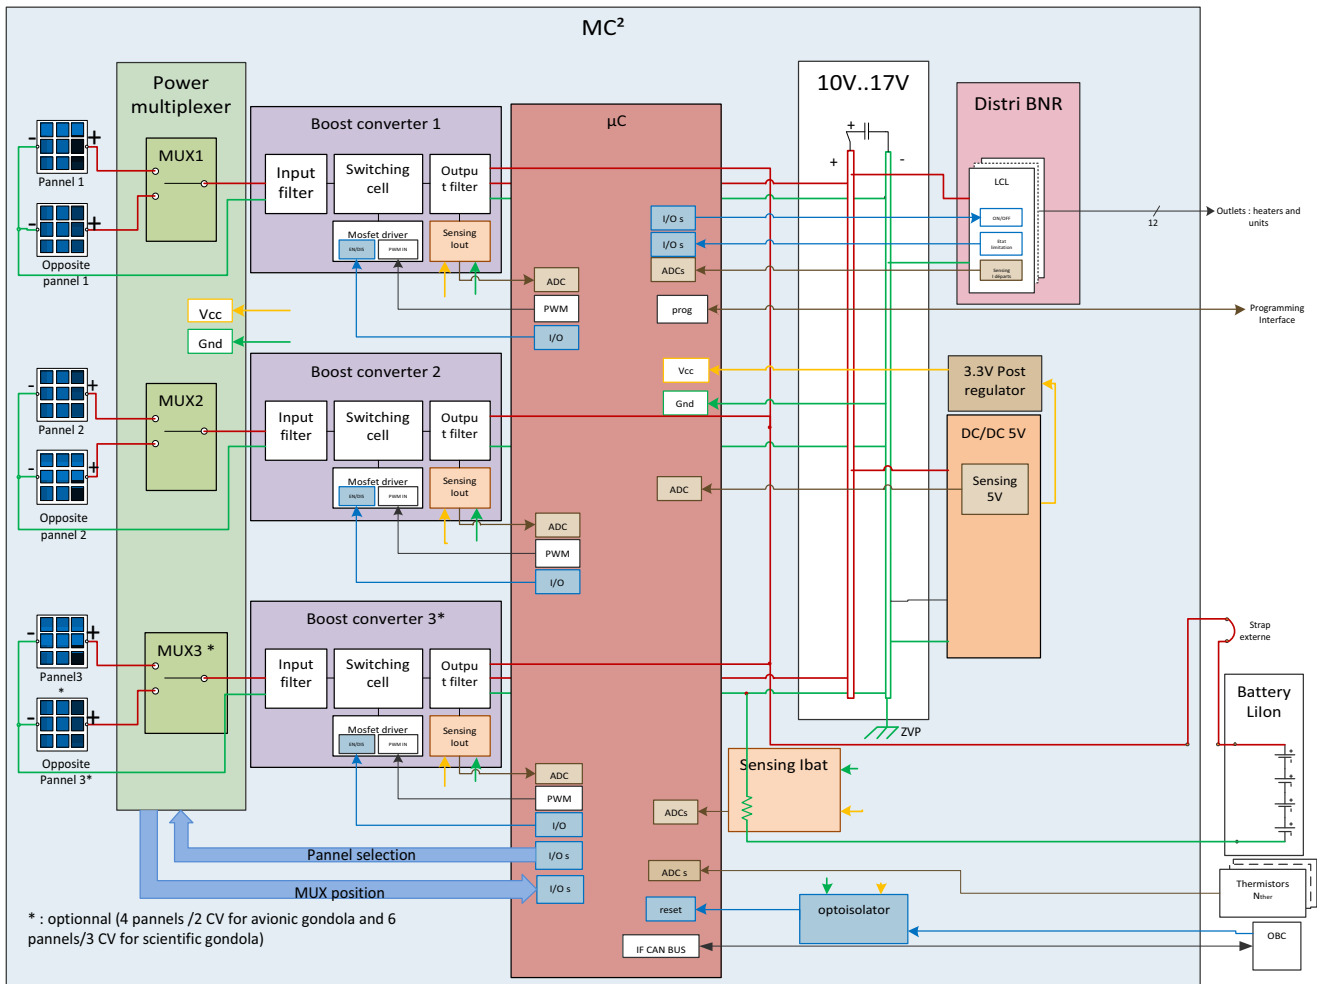 MC²
Power
multiplexer
Boost converter 1
µC
10V..17V
Distri BNR
-
+
Pannel 1
MUX1
Input
filter
Switching
cell
Outpu
t filter
Mosfet driver
EN/DIS
PWM IN
Sensing
Iout
+
+
-
LCL
I/O s
ON/OFF
I/O s
Etat
limitation
ADCs
Sensing
I départs
12
Outlets : heaters and
units
-
+
Opposite
pannel 1
ADC
PWM
I/O
prog
Programming
Interface
Vcc
Gnd
Boost converter 2
Vcc
Gnd
3.3V Post
regulator
-
+
Pannel 2
MUX2
Input
filter
Switching
cell
Outpu
t filter
Mosfet driver
EN/DIS
PWM IN
Sensing
Iout
DC/DC 5V
Sensing
5V
ADC
-
+
Opposite
pannel 2
ADC
PWM
I/O
Boost converter 3*
-
+
Pannel3
*
MUX3 *
Input
filter
Switching
cell
Outpu
t filter
Mosfet driver
EN/DIS
PWM IN
Sensing
Iout
Strap
externe
Battery
LiIon
+
+
+
+
ZVP
-
+
Opposite
Panel 3*
ADC
PWM
I/O
Sensing Ibat
ADCs
Pannel selection
I/O s
MUX position
I/O s
ADC s
Thermistors
Nther
reset
optoisolator
IF CAN BUS
OBC
* : optionnal (4 pannels /2 CV for avionic gondola and 6
pannels/3 CV for scientific gondola)